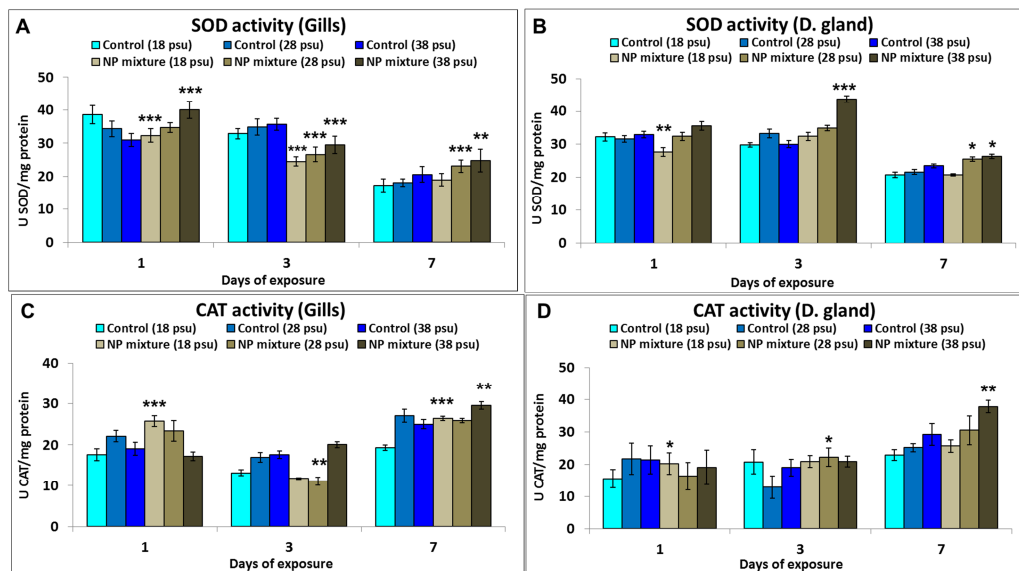 A
SOD activity (Gills)
Control (18 psu) Control (28 psu) Control (38 psu)
NP mixture (18 psu) NP mixture (28 psu) NP mixture (38 psu)
U SOD/mg protein
50
40
30
20
10
0
*** ***
*** *** ***
*** **
1 3 7
Days of exposure
B
SOD activity (D. gland)
Control (18 psu) Control (28 psu) Control (38 psu)
NP mixture (18 psu) NP mixture (28 psu) NP mixture (38 psu)
U SOD/mg protein
50
40
30
20
10
0
**
***
* *
1 3 7
Days of exposure
C
CAT activity (Gills)
Control (18 psu) Control (28 psu) Control (38 psu)
NP mixture (18 psu) NP mixture (28 psu) NP mixture (38 psu)
U CAT/mg protein
40
30
20
10
0
***
**
*** **
1 3 7
Days of exposure
D
CAT activity (D. gland)
Control (18 psu) Control (28 psu) Control (38 psu)
NP mixture (18 psu) NP mixture (28 psu) NP mixture (38 psu)
U CAT/mg protein
50
40
30
20
10
0
*
*
**
1 3 7
Days of exposure